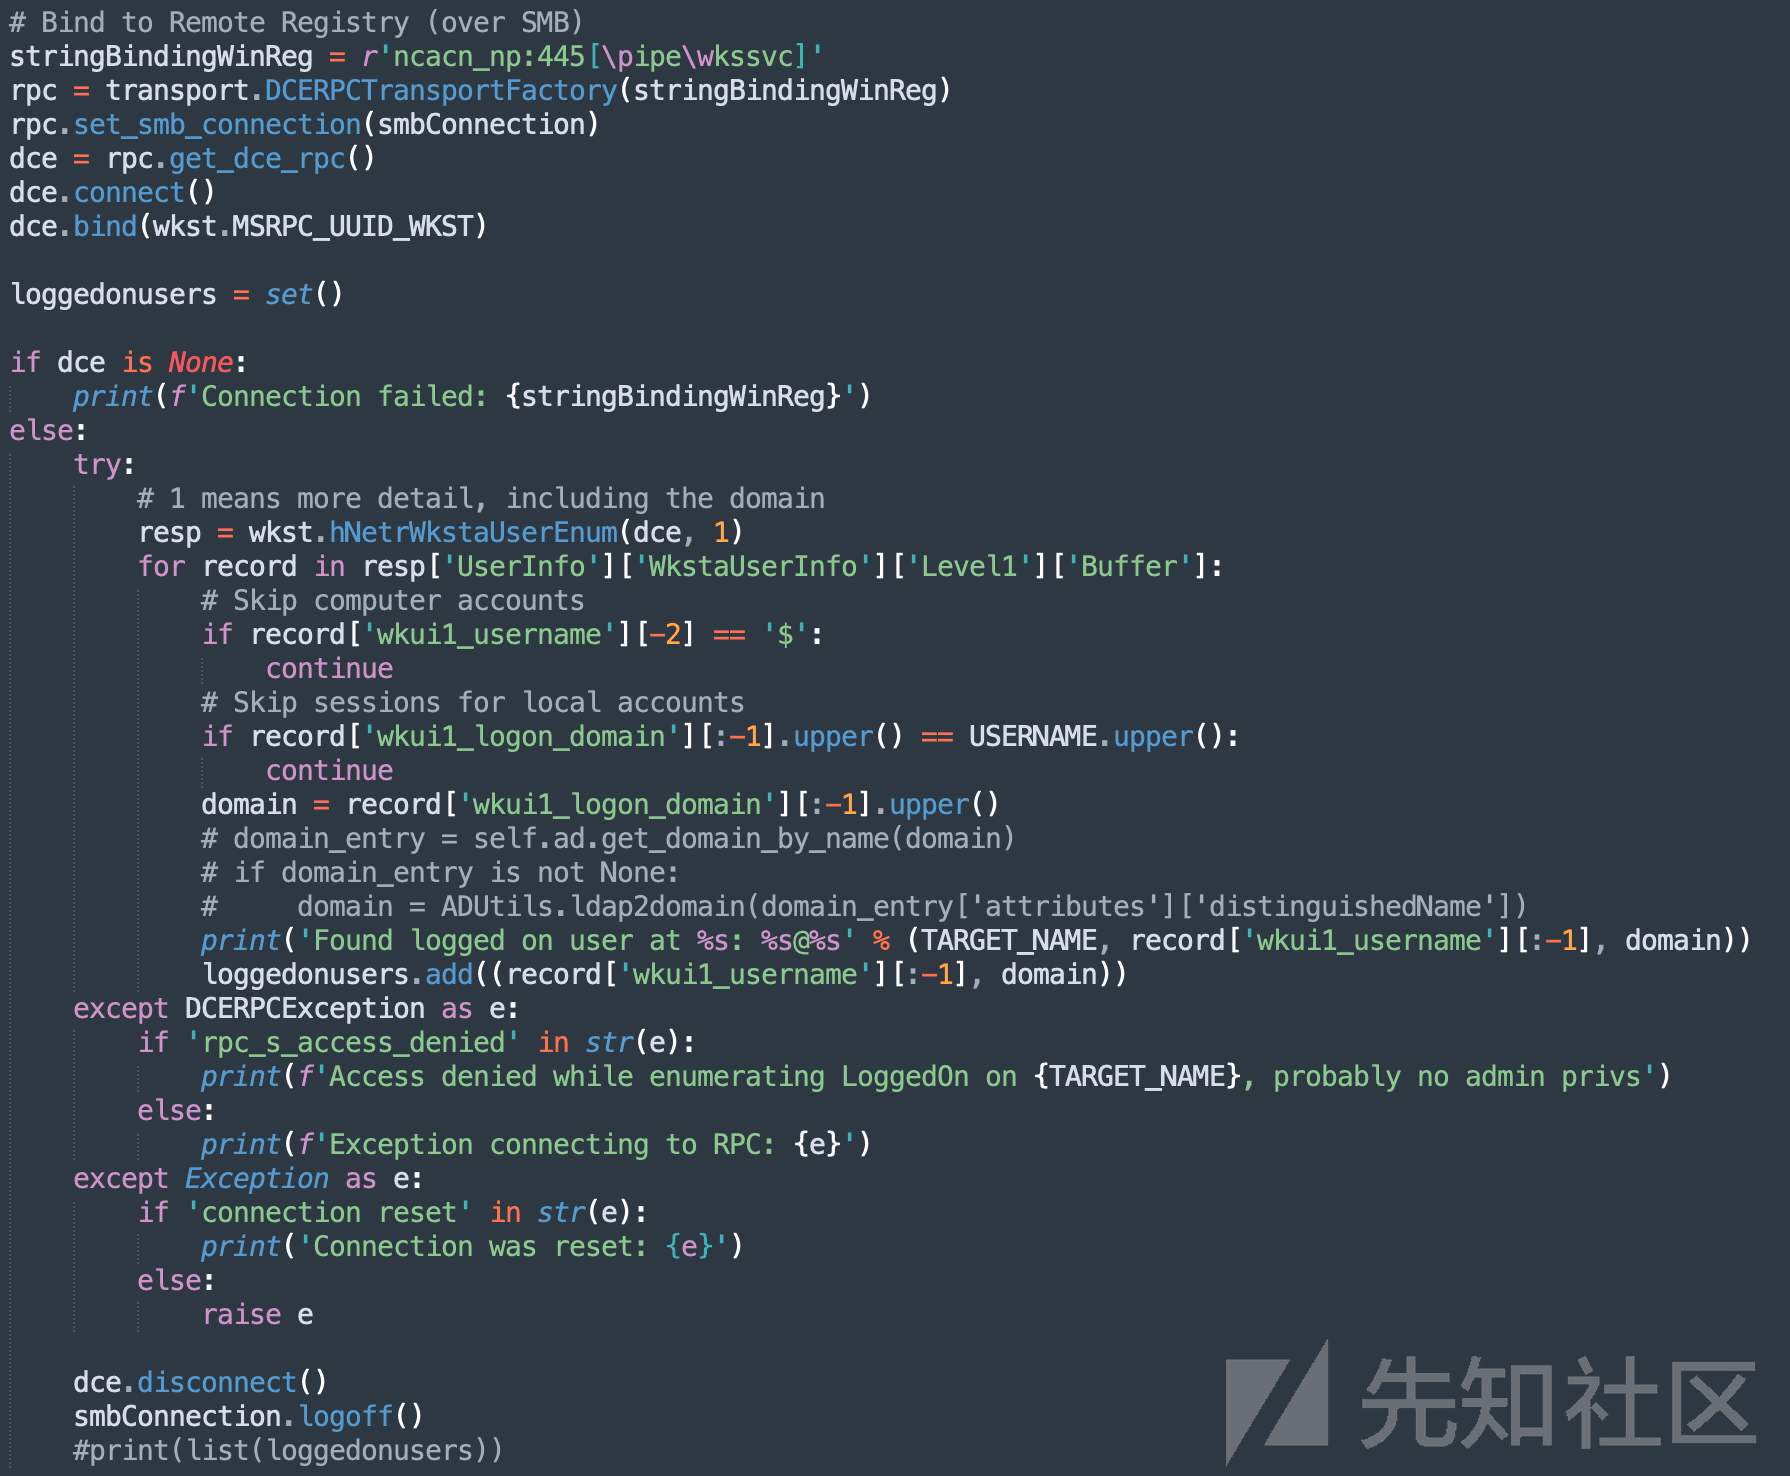 # Bind to Remote Registry (over SMB)
stringBindingWinReg = r'ncacn_np:445[\pipe\wkssvc]'
rpc = transport.DCERPCTransportFactory(stringBindingWinReg)
rpc.set_smb_connection(smbConnection)
dce = rpc.get_dce_rpc()
dce.connect()
dce.bind(wkst.MSRPC_UUID_WKST)

loggedonusers = set()

if dce is None:
    print(f'Connection failed: {stringBindingWinReg}')
else:
    try:
        # 1 means more detail, including the domain
        resp = wkst.hNetrWkstaUserEnum(dce, 1)
        for record in resp['UserInfo']['WkstaUserInfo']['Level1']['Buffer']:
            # Skip computer accounts
            if record['wkui1_username'][-2] == '$':
                continue
            # Skip sessions for local accounts
            if record['wkui1_logon_domain'][:-1].upper() == USERNAME.upper():
                continue
            domain = record['wkui1_logon_domain'][:-1].upper()
            # domain_entry = self.ad.get_domain_by_name(domain)
            # if domain_entry is not None:
            #     domain = ADUtils.ldap2domain(domain_entry['attributes']['distinguishedName'])
            print('Found logged on user at %s: %s@%s' % (TARGET_NAME, record['wkui1_username'][:-1], domain))
            loggedonusers.add((record['wkui1_username'][:-1], domain))
    except DCERPCException as e:
        if 'rpc_s_access_denied' in str(e):
            print(f'Access denied while enumerating LoggedOn on {TARGET_NAME}, probably no admin privs')
        else:
            print(f'Exception connecting to RPC: {e}')
    except Exception as e:
        if 'connection reset' in str(e):
            print('Connection was reset: {e}')
        else:
            raise e

    dce.disconnect()
    smbConnection.logoff()
    #print(list(loggedonusers))
先知社区